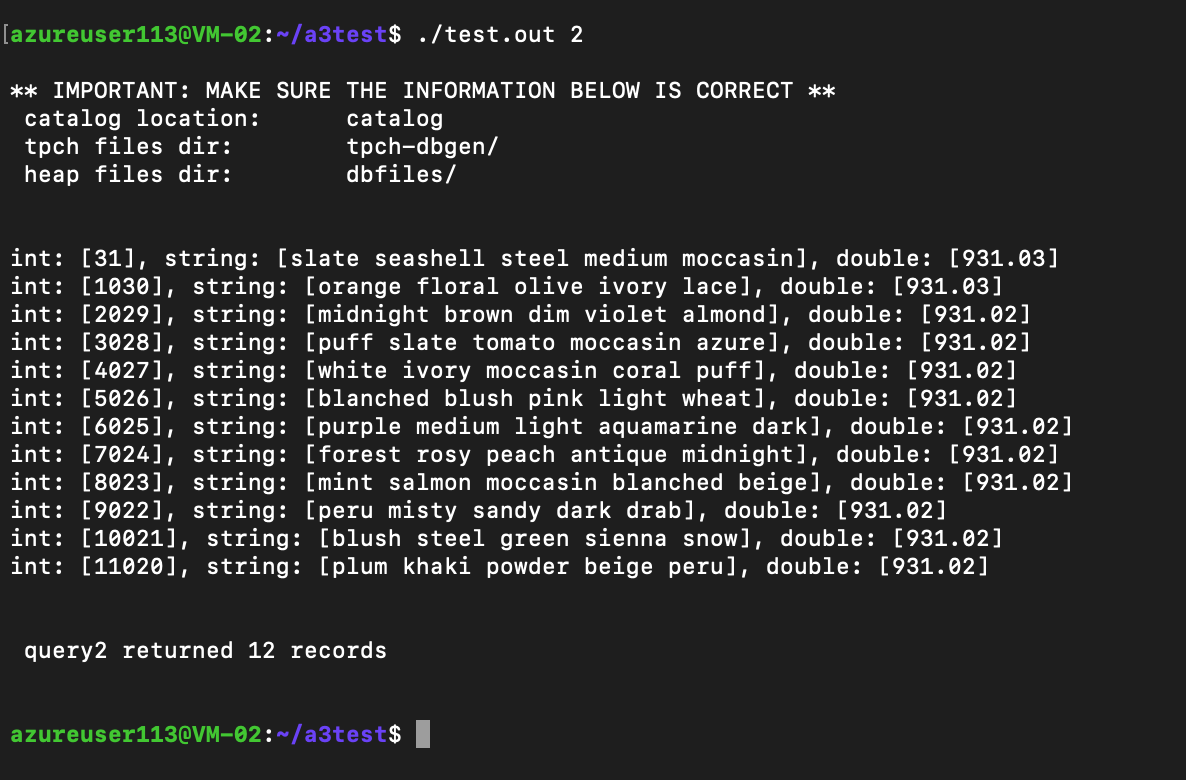 [azureuser113@VM-02:~/a3test$ ./test.out 2
** IMPORTANT: MAKE SURE THE INFORMATION BELOW IS CORRECT **
catalog location: catalog
tpch files dir: tpch-dbgen/
heap files dir: dbfiles/
int: [31], string: [slate seashell steel medium moccasin], double: [931.03]
int: [1030], string: [orange floral olive ivory lace], double: [931.03]
int: [2029], string: [midnight brown dim violet almond], double: [931.02]
int: [3028], string: [puff slate tomato moccasin azure], double: [931.02]
int: [4027], string: [white ivory moccasin coral puff], double: [931.02]
int: [5026], string: [blanched blush pink light wheat], double: [931.02]
int: [6025], string: [purple medium light aquamarine dark], double: [931.02]
int: [7024], string: [forest rosy peach antique midnight], double: [931.02]
int: [8023], string: [mint salmon moccasin blanched beige], double: [931.02]
int: [9022], string: [peru misty sandy dark drab], double: [931.02]
int: [10021], string: [blush steel green sienna snow], double: [931.02]
int: [11020], string: [plum khaki powder beige peru], double: [931.02]
query2 returned 12 records
azureuser113@VM-02:~/a3test$